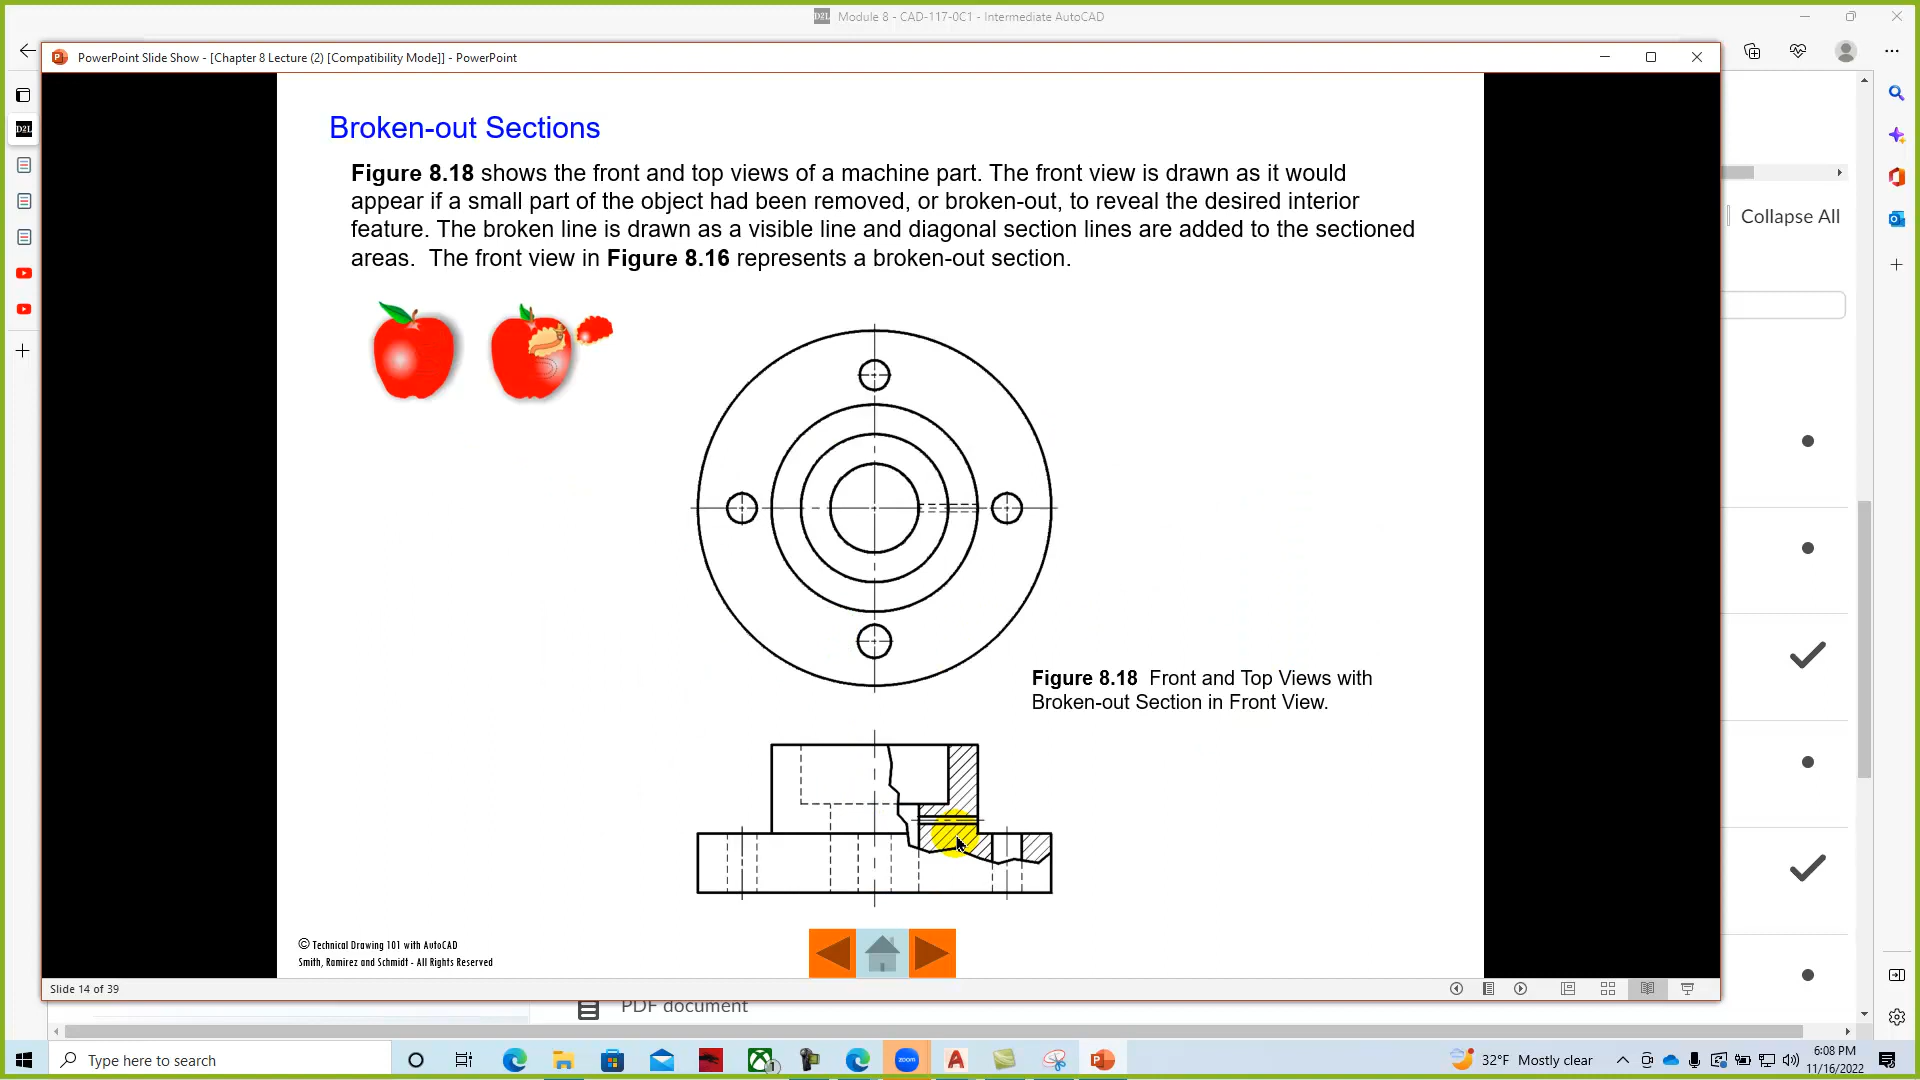 Module 8 - CAD-117-0C1 - Intermediate AutoCAD
PowerPoint Slide Show - [Chapter 8 Lecture (2) [Compatibility Mode]] - PowerPoint
D2L
Collapse All
Broken-out Sections
Figure 8.18 shows the front and top views of a machine part. The front view is drawn as it would
appear if a small part of the object had been removed, or broken-out, to reveal the desired interior
feature. The broken line is drawn as a visible line and diagonal section lines are added to the sectioned
areas.  The front view in Figure 8.16 represents a broken-out section.
Figure 8.18  Front and Top Views with
Broken-out Section in Front View.
© Technical Drawing 101 with AutoCAD
Smith, Ramirez and Schmidt - All Rights Reserved
Slide 14 of 39
PDF document
Type here to search
zoom
32°F Mostly clear
6:08 PM
11/16/2022